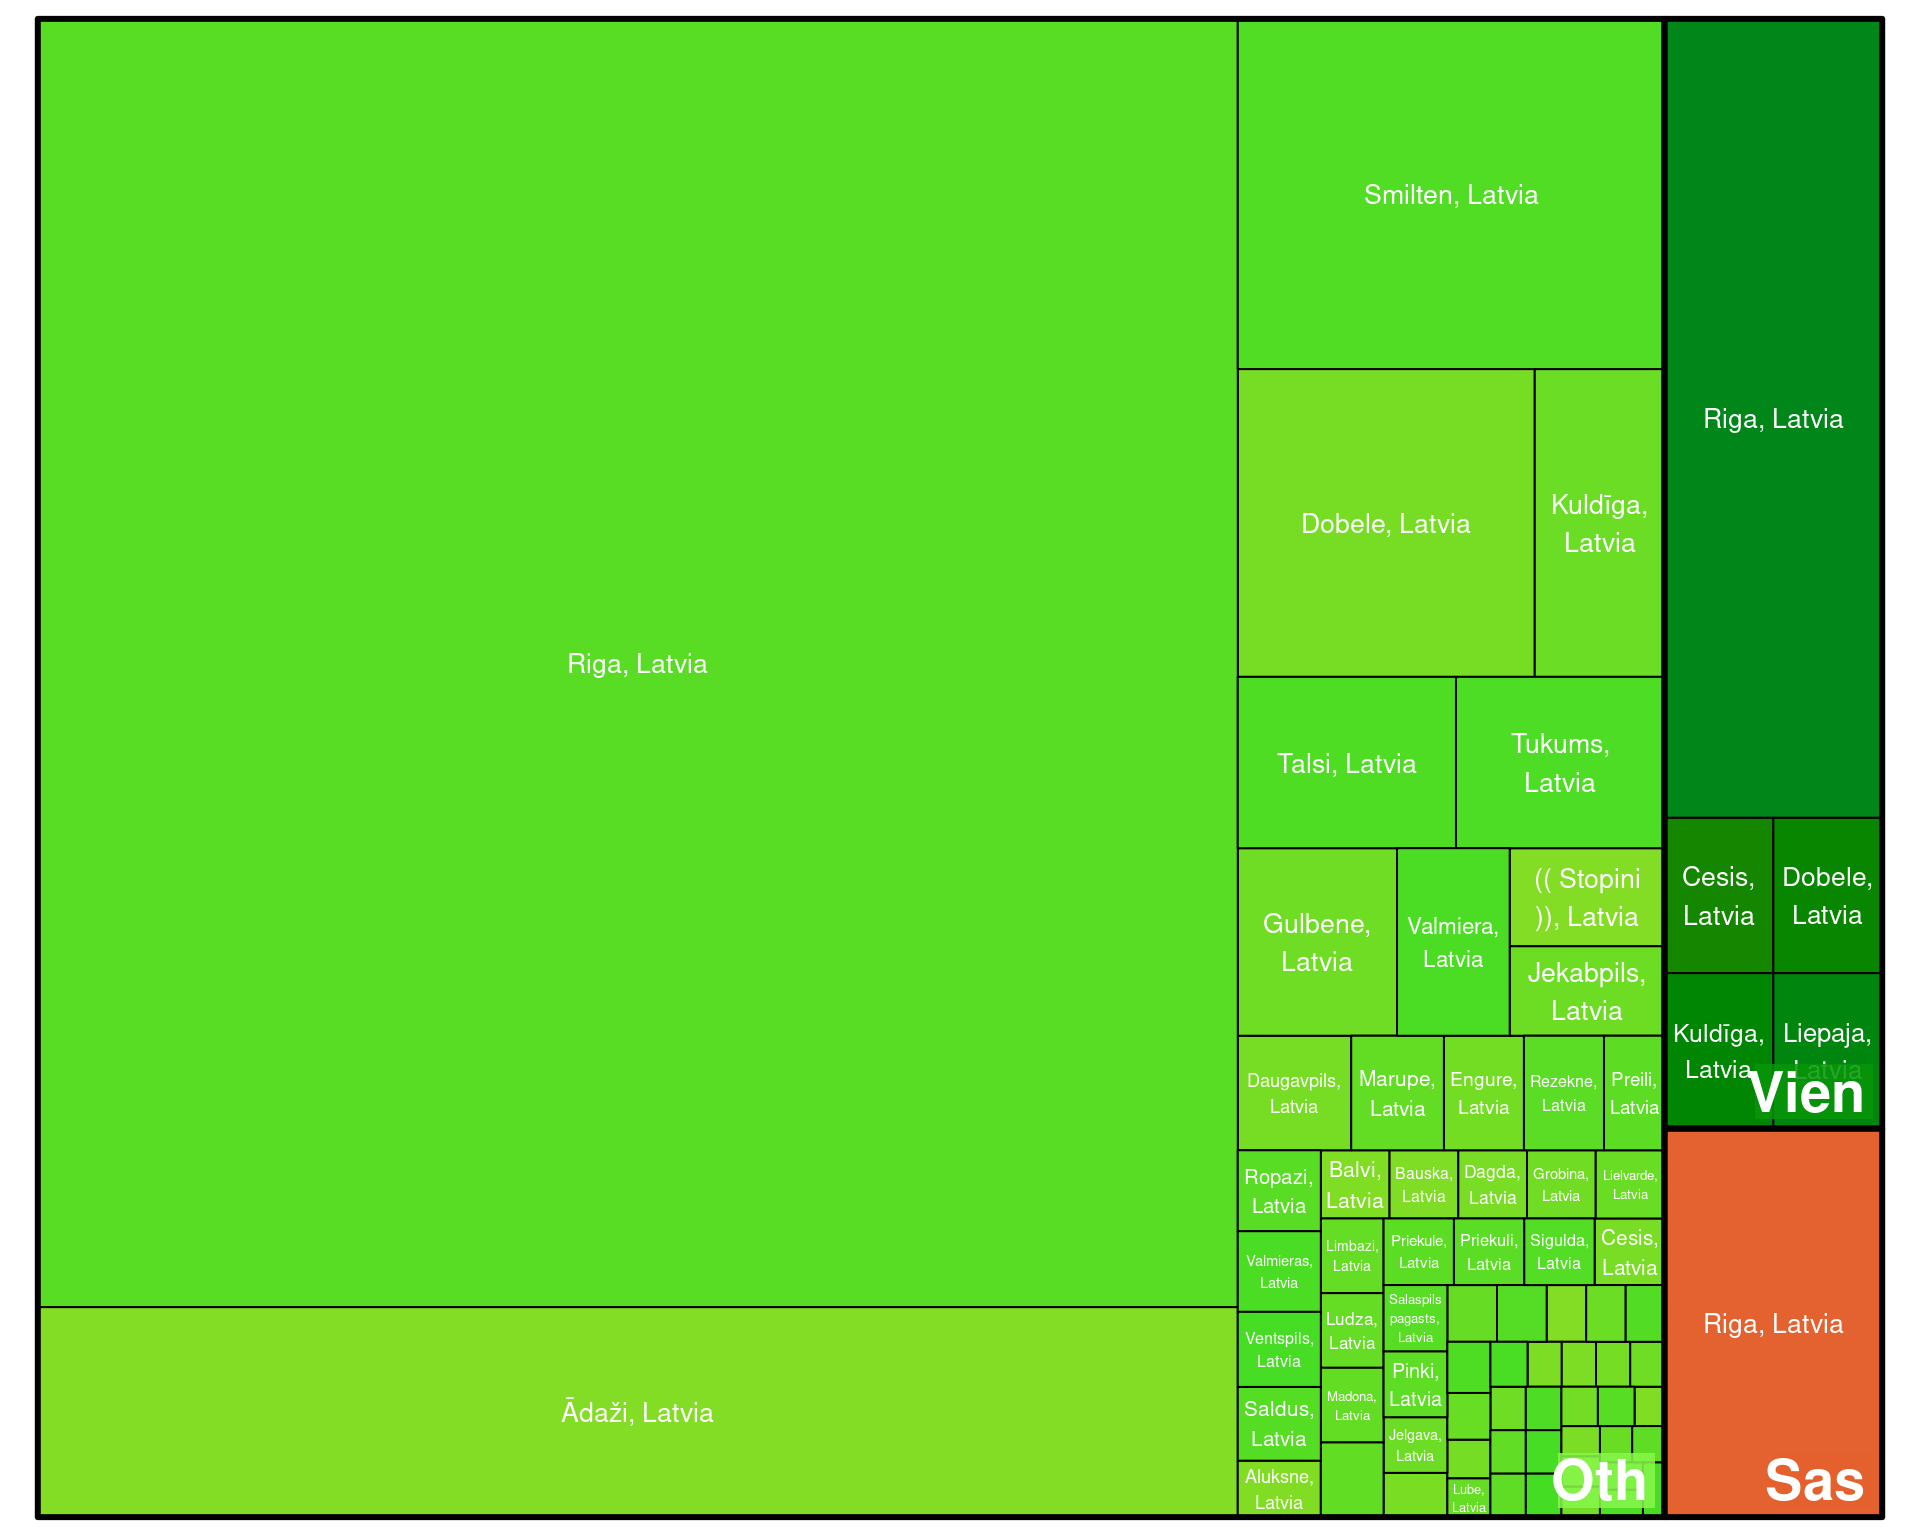 Riga, Latvia
Ādaži, Latvia
Smilten, Latvia
Dobele, Latvia
Kuldīga,
Latvia
Talsi, Latvia
Tukums,
Latvia
Gulbene,
Latvia
Valmiera,
Latvia
(( Stopini
)), Latvia
Jekabpils,
Latvia
Daugavpils,
Latvia
Marupe,
Latvia
Engure,
Latvia
Rezekne,
Latvia
Preili,
Latvia
Ropazi,
Latvia
Valmieras,
Latvia
Ventspils,
Latvia
Saldus,
Latvia
Aluksne,
Latvia
Balvi,
Latvia
Bauska,
Latvia
Dagda,
Latvia
Grobina,
Latvia
Lielvarde,
Latvia
Limbazi,
Latvia
Ludza,
Latvia
Madona,
Latvia
Priekule,
Latvia
Priekuli,
Latvia
Sigulda,
Latvia
Cesis,
Latvia
Salaspils
pagasts,
Latvia
Pinki,
Latvia
Jelgava,
Latvia
Lube,
Latvia
Oth
Riga, Latvia
Cesis,
Latvia
Dobele,
Latvia
Kuldīga,
Latvia
Liepaja,
Latvia
Vien
Riga, Latvia
Sas